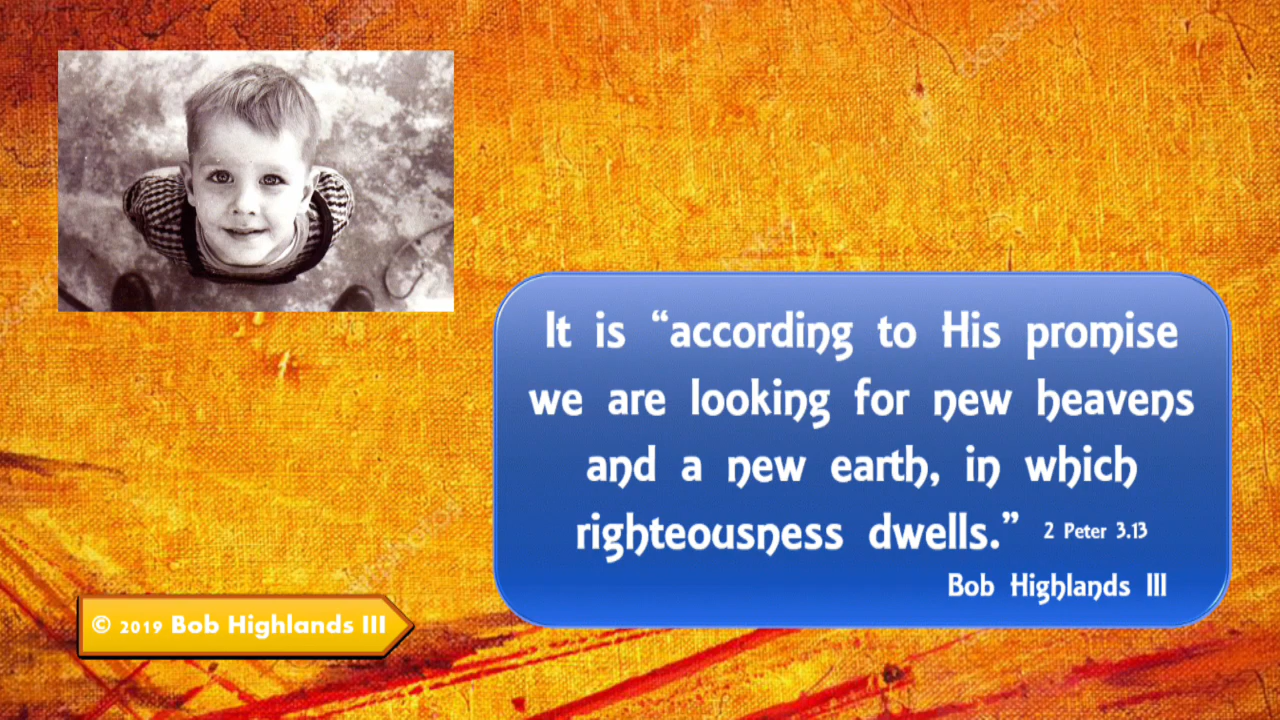 It is “according to His promise
we are looking for new heavens
and a new earth, in which
righteousness dwells.” 2 Peter 3.13
Bob Highlands III
© 2019 Bob Highlands III